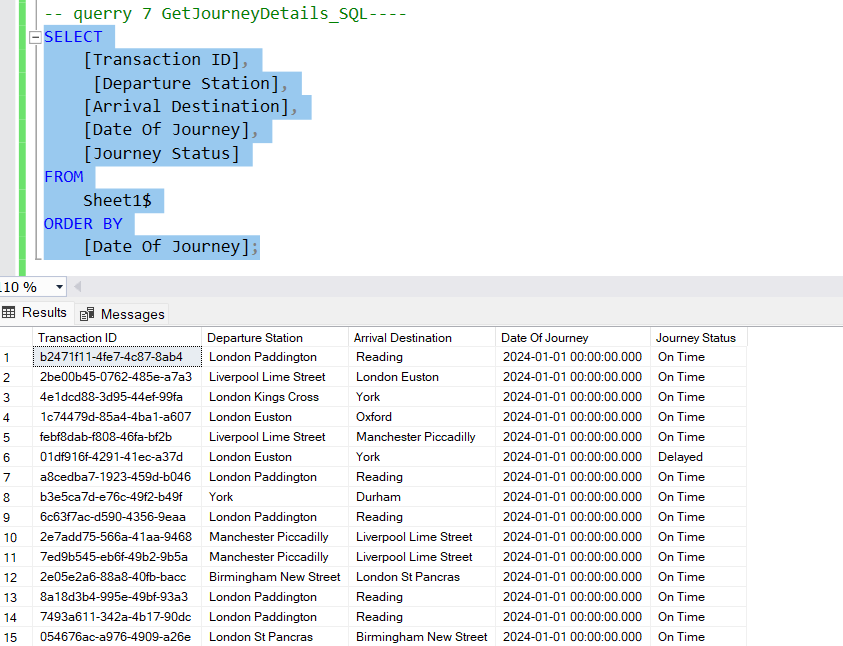 -- querry 7 GetJourneyDetails_SQL----
SELECT
[Transaction ID],
[Departure Station],
[Arrival Destination],
[Date Of Journey],
[Journey Status]
FROM
Sheet1$
ORDER BY
[Date Of Journey];
110 %
Results Messages
Transaction ID Departure Station Arrival Destination Date Of Journey Journey Status
1 b2471f11-4fe7-4c87-8ab4 London Paddington Reading 2024-01-01 00:00:00.000 On Time
2 2be00b45-0762-485e-a7a3 Liverpool Lime Street London Euston 2024-01-01 00:00:00.000 On Time
3 4e1dcd88-3d95-44ef-99fa London Kings Cross York 2024-01-01 00:00:00.000 On Time
4 1c74479d-85a4-4ba1-a607 London Euston Oxford 2024-01-01 00:00:00.000 On Time
5 febf8dab-f808-46fa-bf2b Liverpool Lime Street Manchester Piccadilly 2024-01-01 00:00:00.000 On Time
6 01df916f-4291-41ec-a37d London Euston York 2024-01-01 00:00:00.000 Delayed
7 a8cedba7-1923-459d-b046 London Paddington Reading 2024-01-01 00:00:00.000 On Time
8 b3e5ca7d-e76c-49f2-b49f York Durham 2024-01-01 00:00:00.000 On Time
9 6c63f7ac-d590-4356-9eaa London Paddington Reading 2024-01-01 00:00:00.000 On Time
10 2e7add75-566a-41aa-9468 Manchester Piccadilly Liverpool Lime Street 2024-01-01 00:00:00.000 On Time
11 7ed9b545-eb6f-49b2-9b5a Manchester Piccadilly Liverpool Lime Street 2024-01-01 00:00:00.000 On Time
12 2e05e2a6-88a8-40fb-bacc Birmingham New Street London St Pancras 2024-01-01 00:00:00.000 On Time
13 8a18d3b4-995e-49bf-93a3 London Paddington Reading 2024-01-01 00:00:00.000 On Time
14 7493a611-342a-4b17-90dc London Paddington Reading 2024-01-01 00:00:00.000 On Time
15 054676ac-a976-4909-a26e London St Pancras Birmingham New Street 2024-01-01 00:00:00.000 On Time